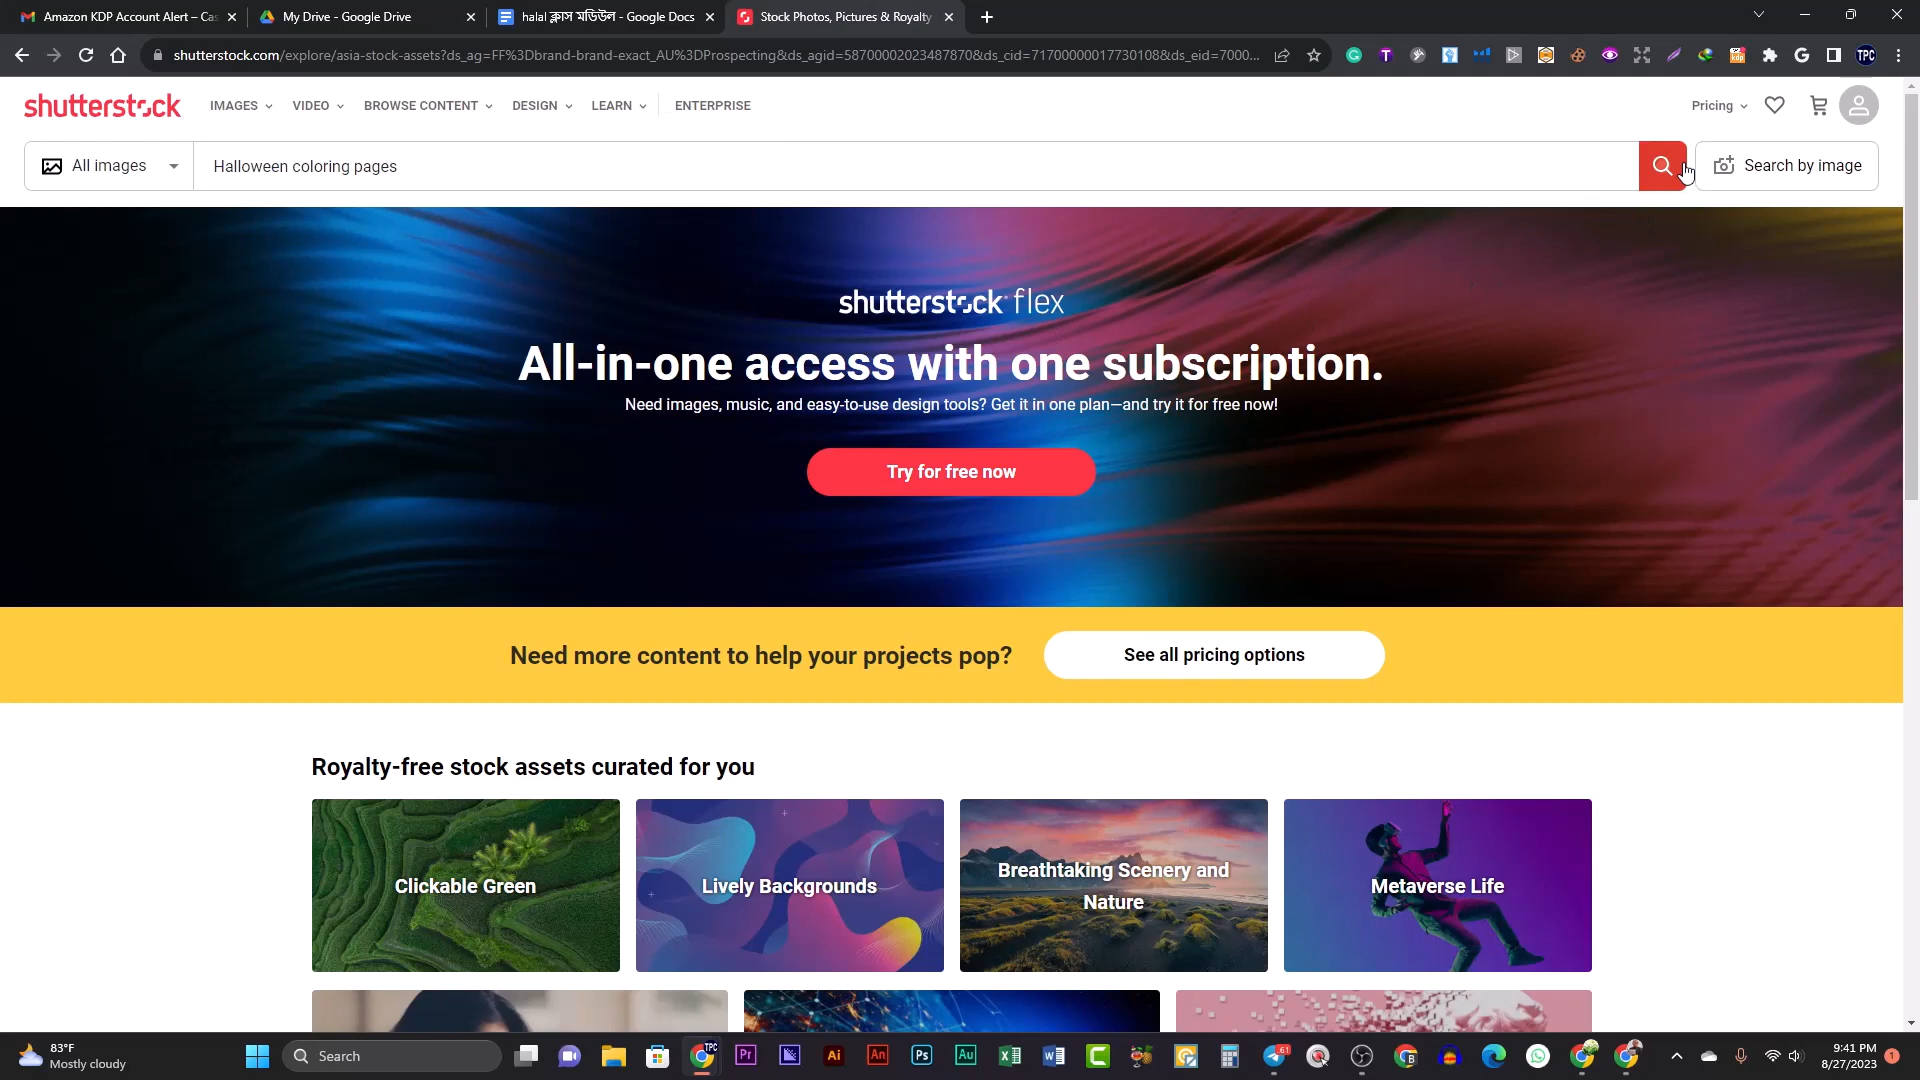 Amazon KDP Account Alert – Cas
My Drive - Google Drive
halal ক্লাস মডিউল - Google Docs
Stock Photos, Pictures & Royalty
shutterstock.com/explore/asia-stock-assets?ds_ag=FF%3Dbrand-brand-exact_AU%3DProspecting&ds_agid=58700002023487870&ds_cid=71700000017730108&ds_eid=7000...
shutterstock
IMAGES
VIDEO
BROWSE CONTENT
DESIGN
LEARN
ENTERPRISE
Pricing
All images
Halloween coloring pages
Search by image
shutterstock flex
All-in-one access with one subscription.
Need images, music, and easy-to-use design tools? Get it in one plan—and try it for free now!
Try for free now
Need more content to help your projects pop?
See all pricing options
Royalty-free stock assets curated for you
Clickable Green
Lively Backgrounds
Breathtaking Scenery and
Nature
Metaverse Life
83°F
Mostly cloudy
Search
9:41 PM
8/27/2023